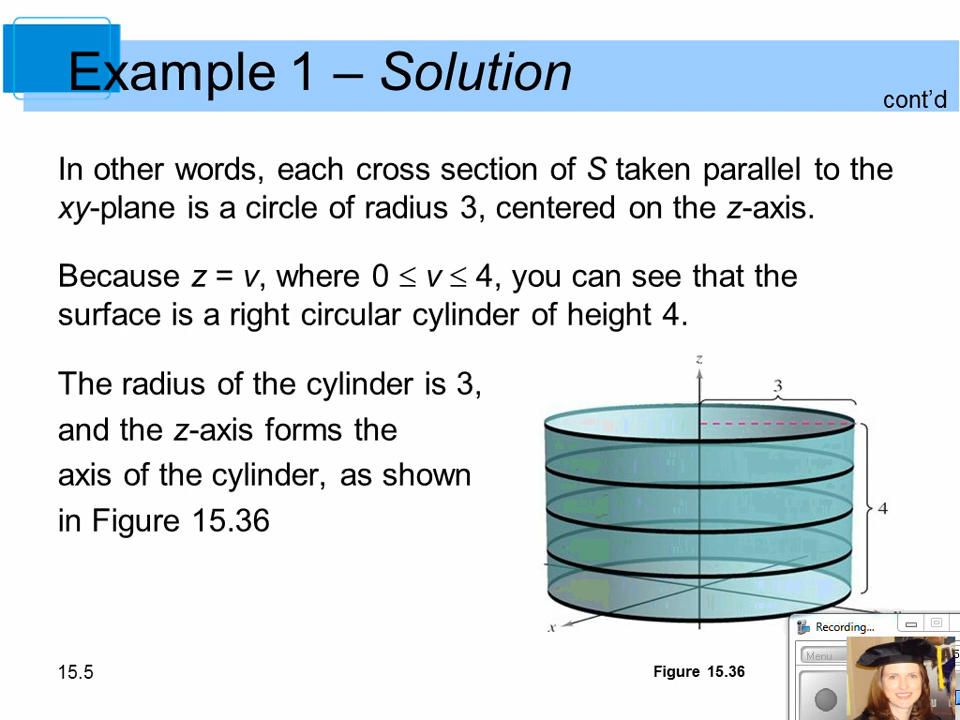 Example 1 – Solution
cont’d
In other words, each cross section of S taken parallel to the
xy-plane is a circle of radius 3, centered on the z-axis.
Because z = v, where 0 ≤ v ≤ 4, you can see that the
surface is a right circular cylinder of height 4.
The radius of the cylinder is 3,
and the z-axis forms the
axis of the cylinder, as shown
in Figure 15.36
z
3
4
x
Recording...
Menu
15.5
Figure 15.36